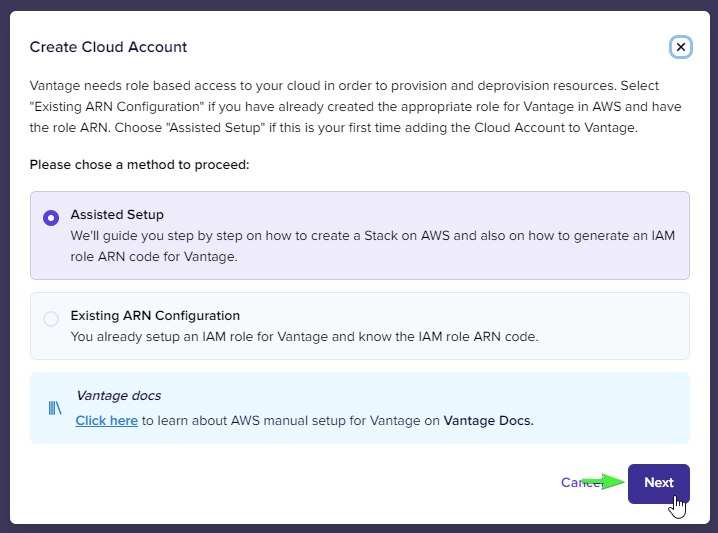 Create Cloud Account
Vantage needs role based access to your cloud in order to provision and deprovision resources. Select
"Existing ARN Configuration" if you have already created the appropriate role for Vantage in AWS and have
the role ARN. Choose "Assisted Setup" if this is your first time adding the Cloud Account to Vantage.
Please chose a method to proceed:
Assisted Setup
We'll guide you step by step on how to create a Stack on AWS and also on how to generate an IAM
role ARN code for Vantage.
Existing ARN Configuration
You already setup an IAM role for Vantage and know the IAM role ARN code.
Vantage docs
Click here to learn about AWS manual setup for Vantage on Vantage Docs.
Cancel Next